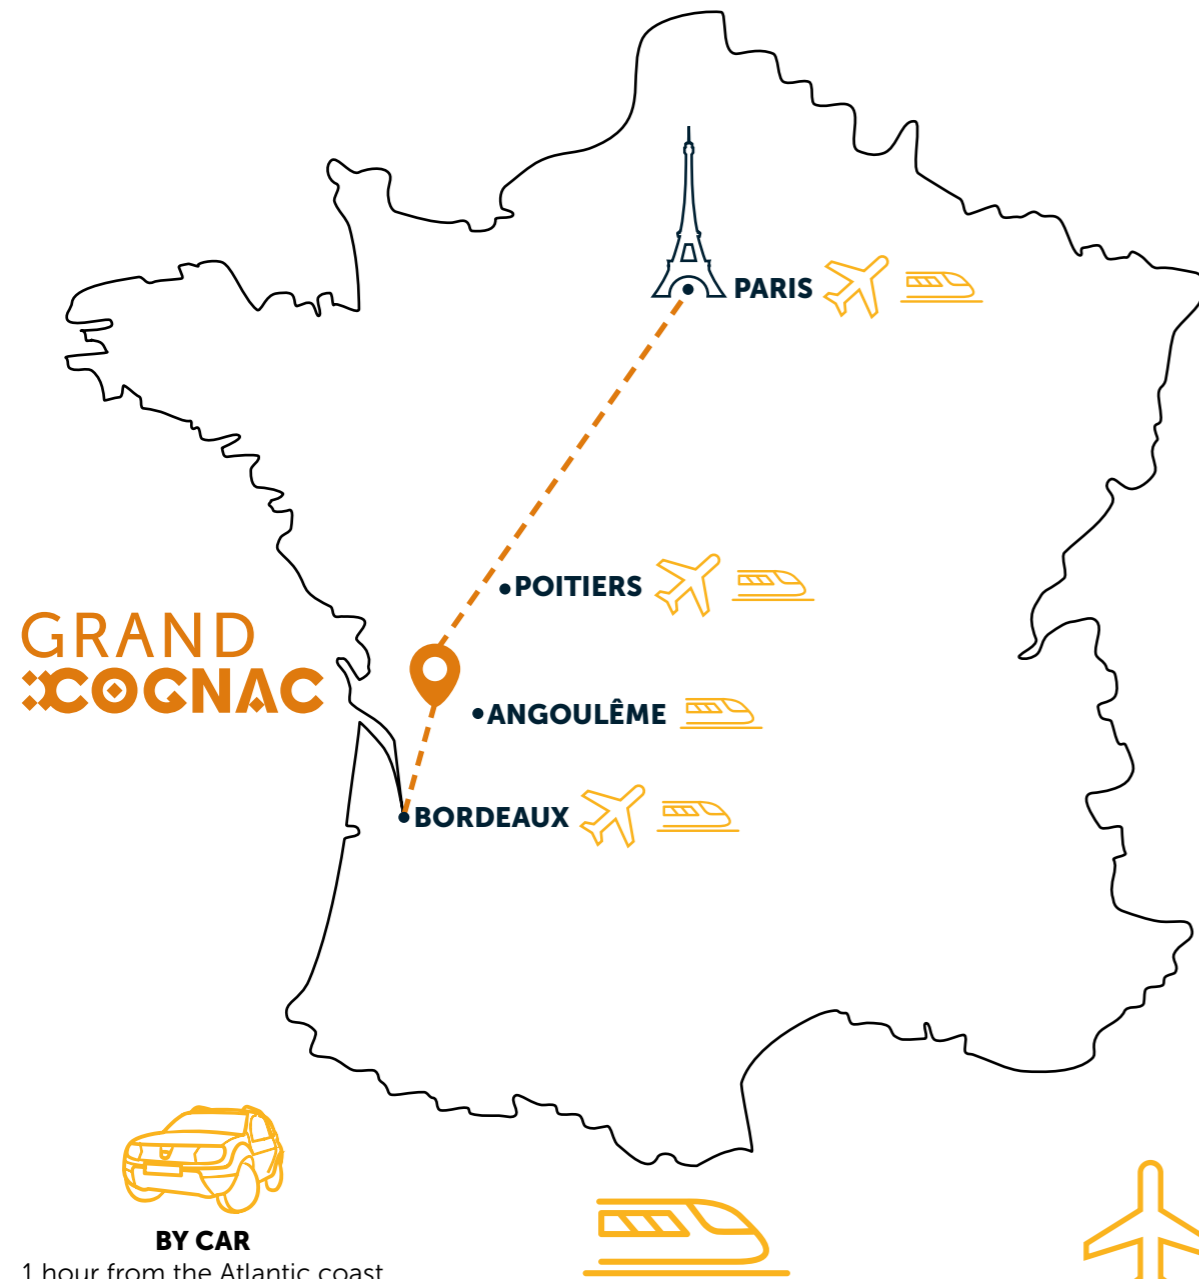 PARIS
POITIERS
GRAND
COGNAC
ANGOULÊME
BORDEAUX
BY CAR
1 hour from the Atlantic coast